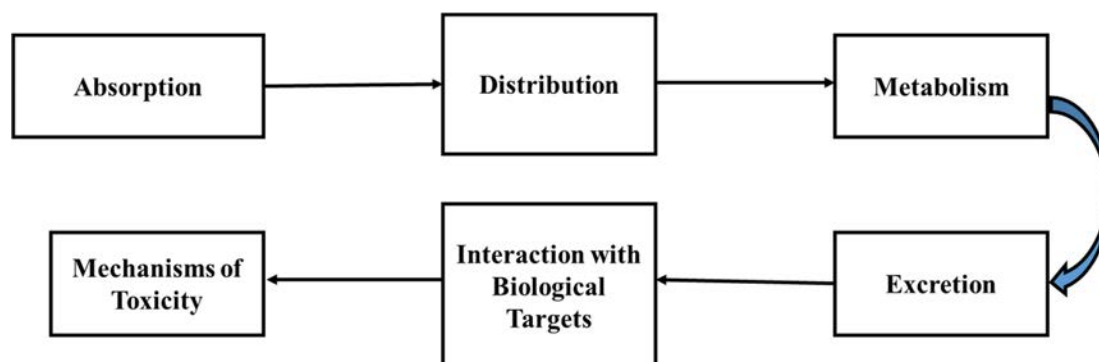 Absorption
Distribution
Metabolism
Mechanisms of
Toxicity
Interaction with
Biological
Targets
Excretion